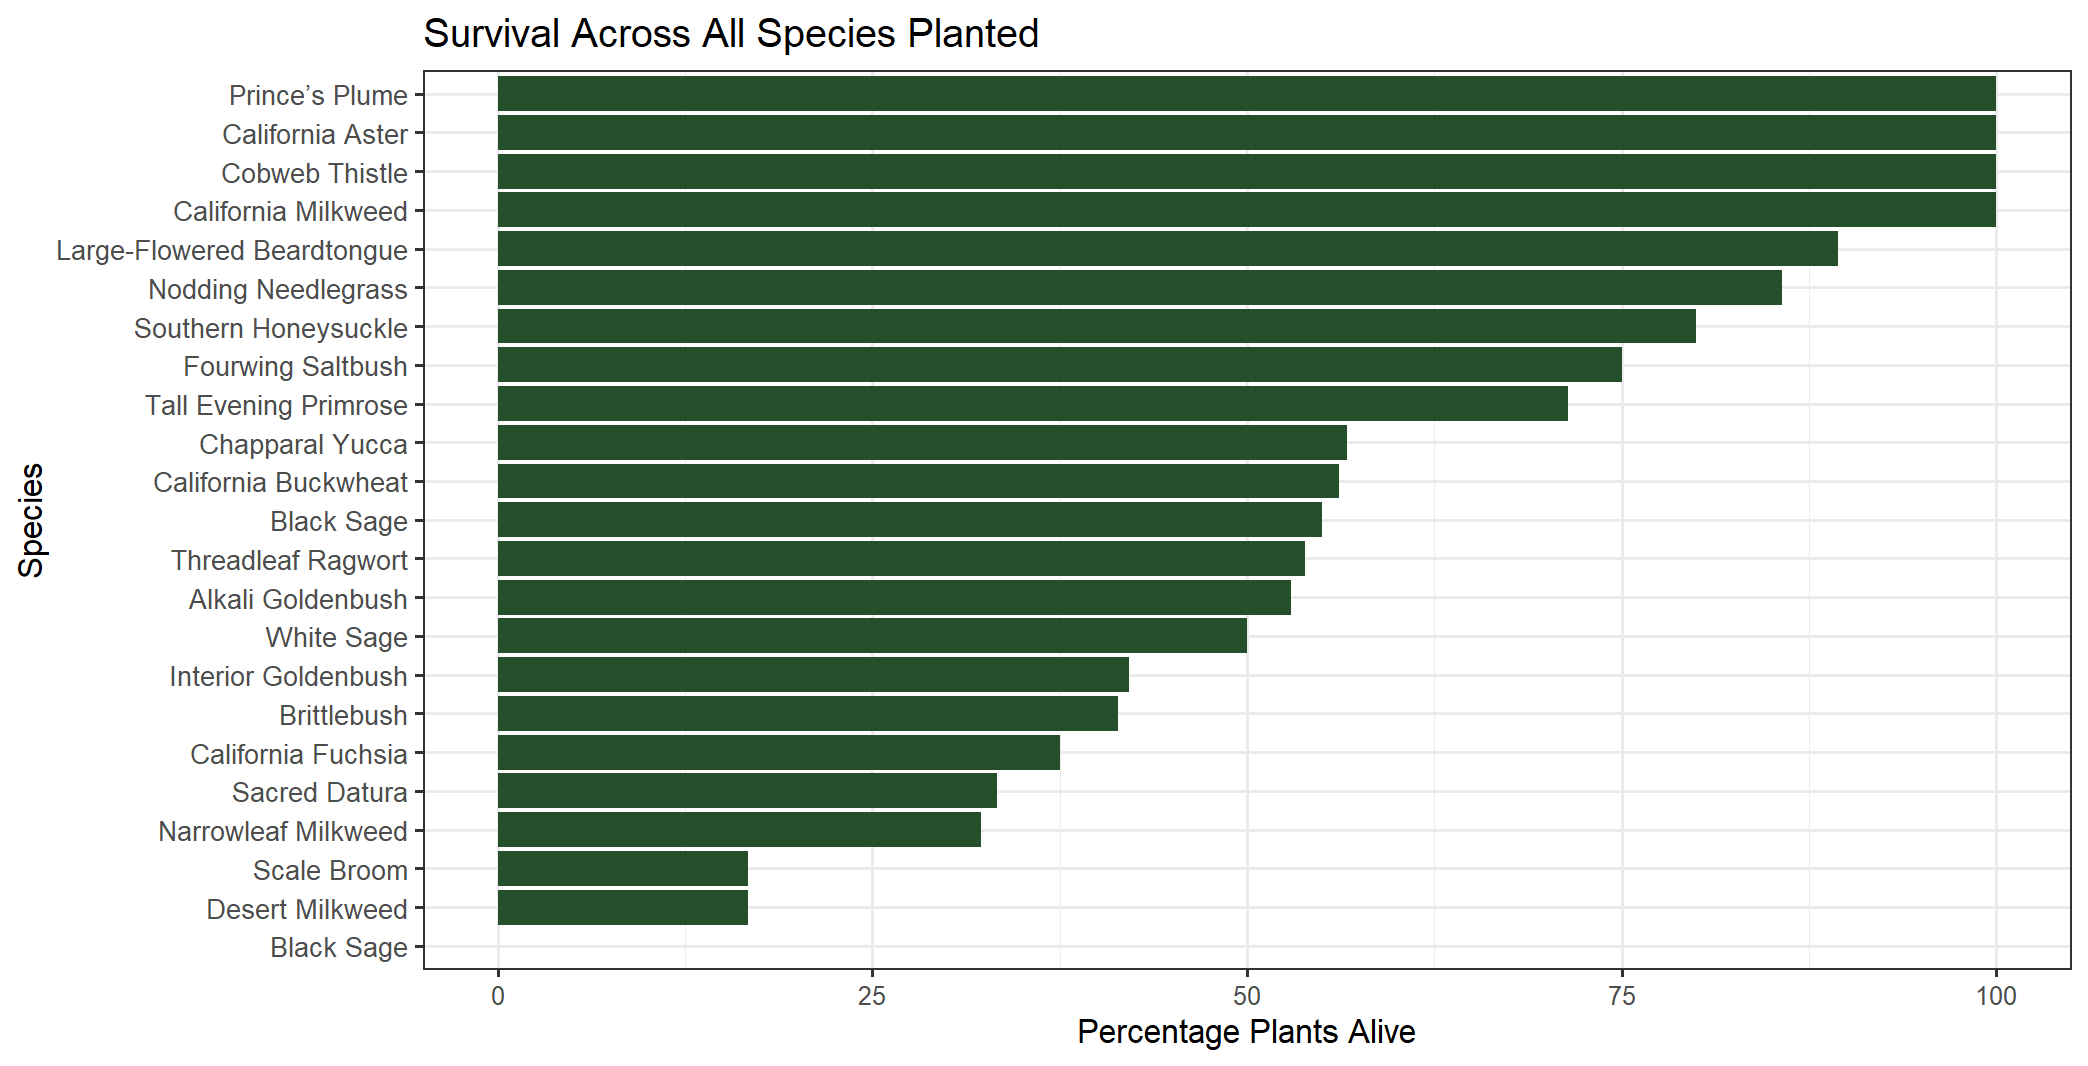 Survival Across All Species Planted
Species
Prince’s Plume
California Aster
Cobweb Thistle
California Milkweed
Large-Flowered Beardtongue
Nodding Needlegrass
Southern Honeysuckle
Fourwing Saltbush
Tall Evening Primrose
Chapparal Yucca
California Buckwheat
Black Sage
Threadleaf Ragwort
Alkali Goldenbush
White Sage
Interior Goldenbush
Brittlebush
California Fuchsia
Sacred Datura
Narrowleaf Milkweed
Scale Broom
Desert Milkweed
Black Sage
0 25 50 75 100
Percentage Plants Alive